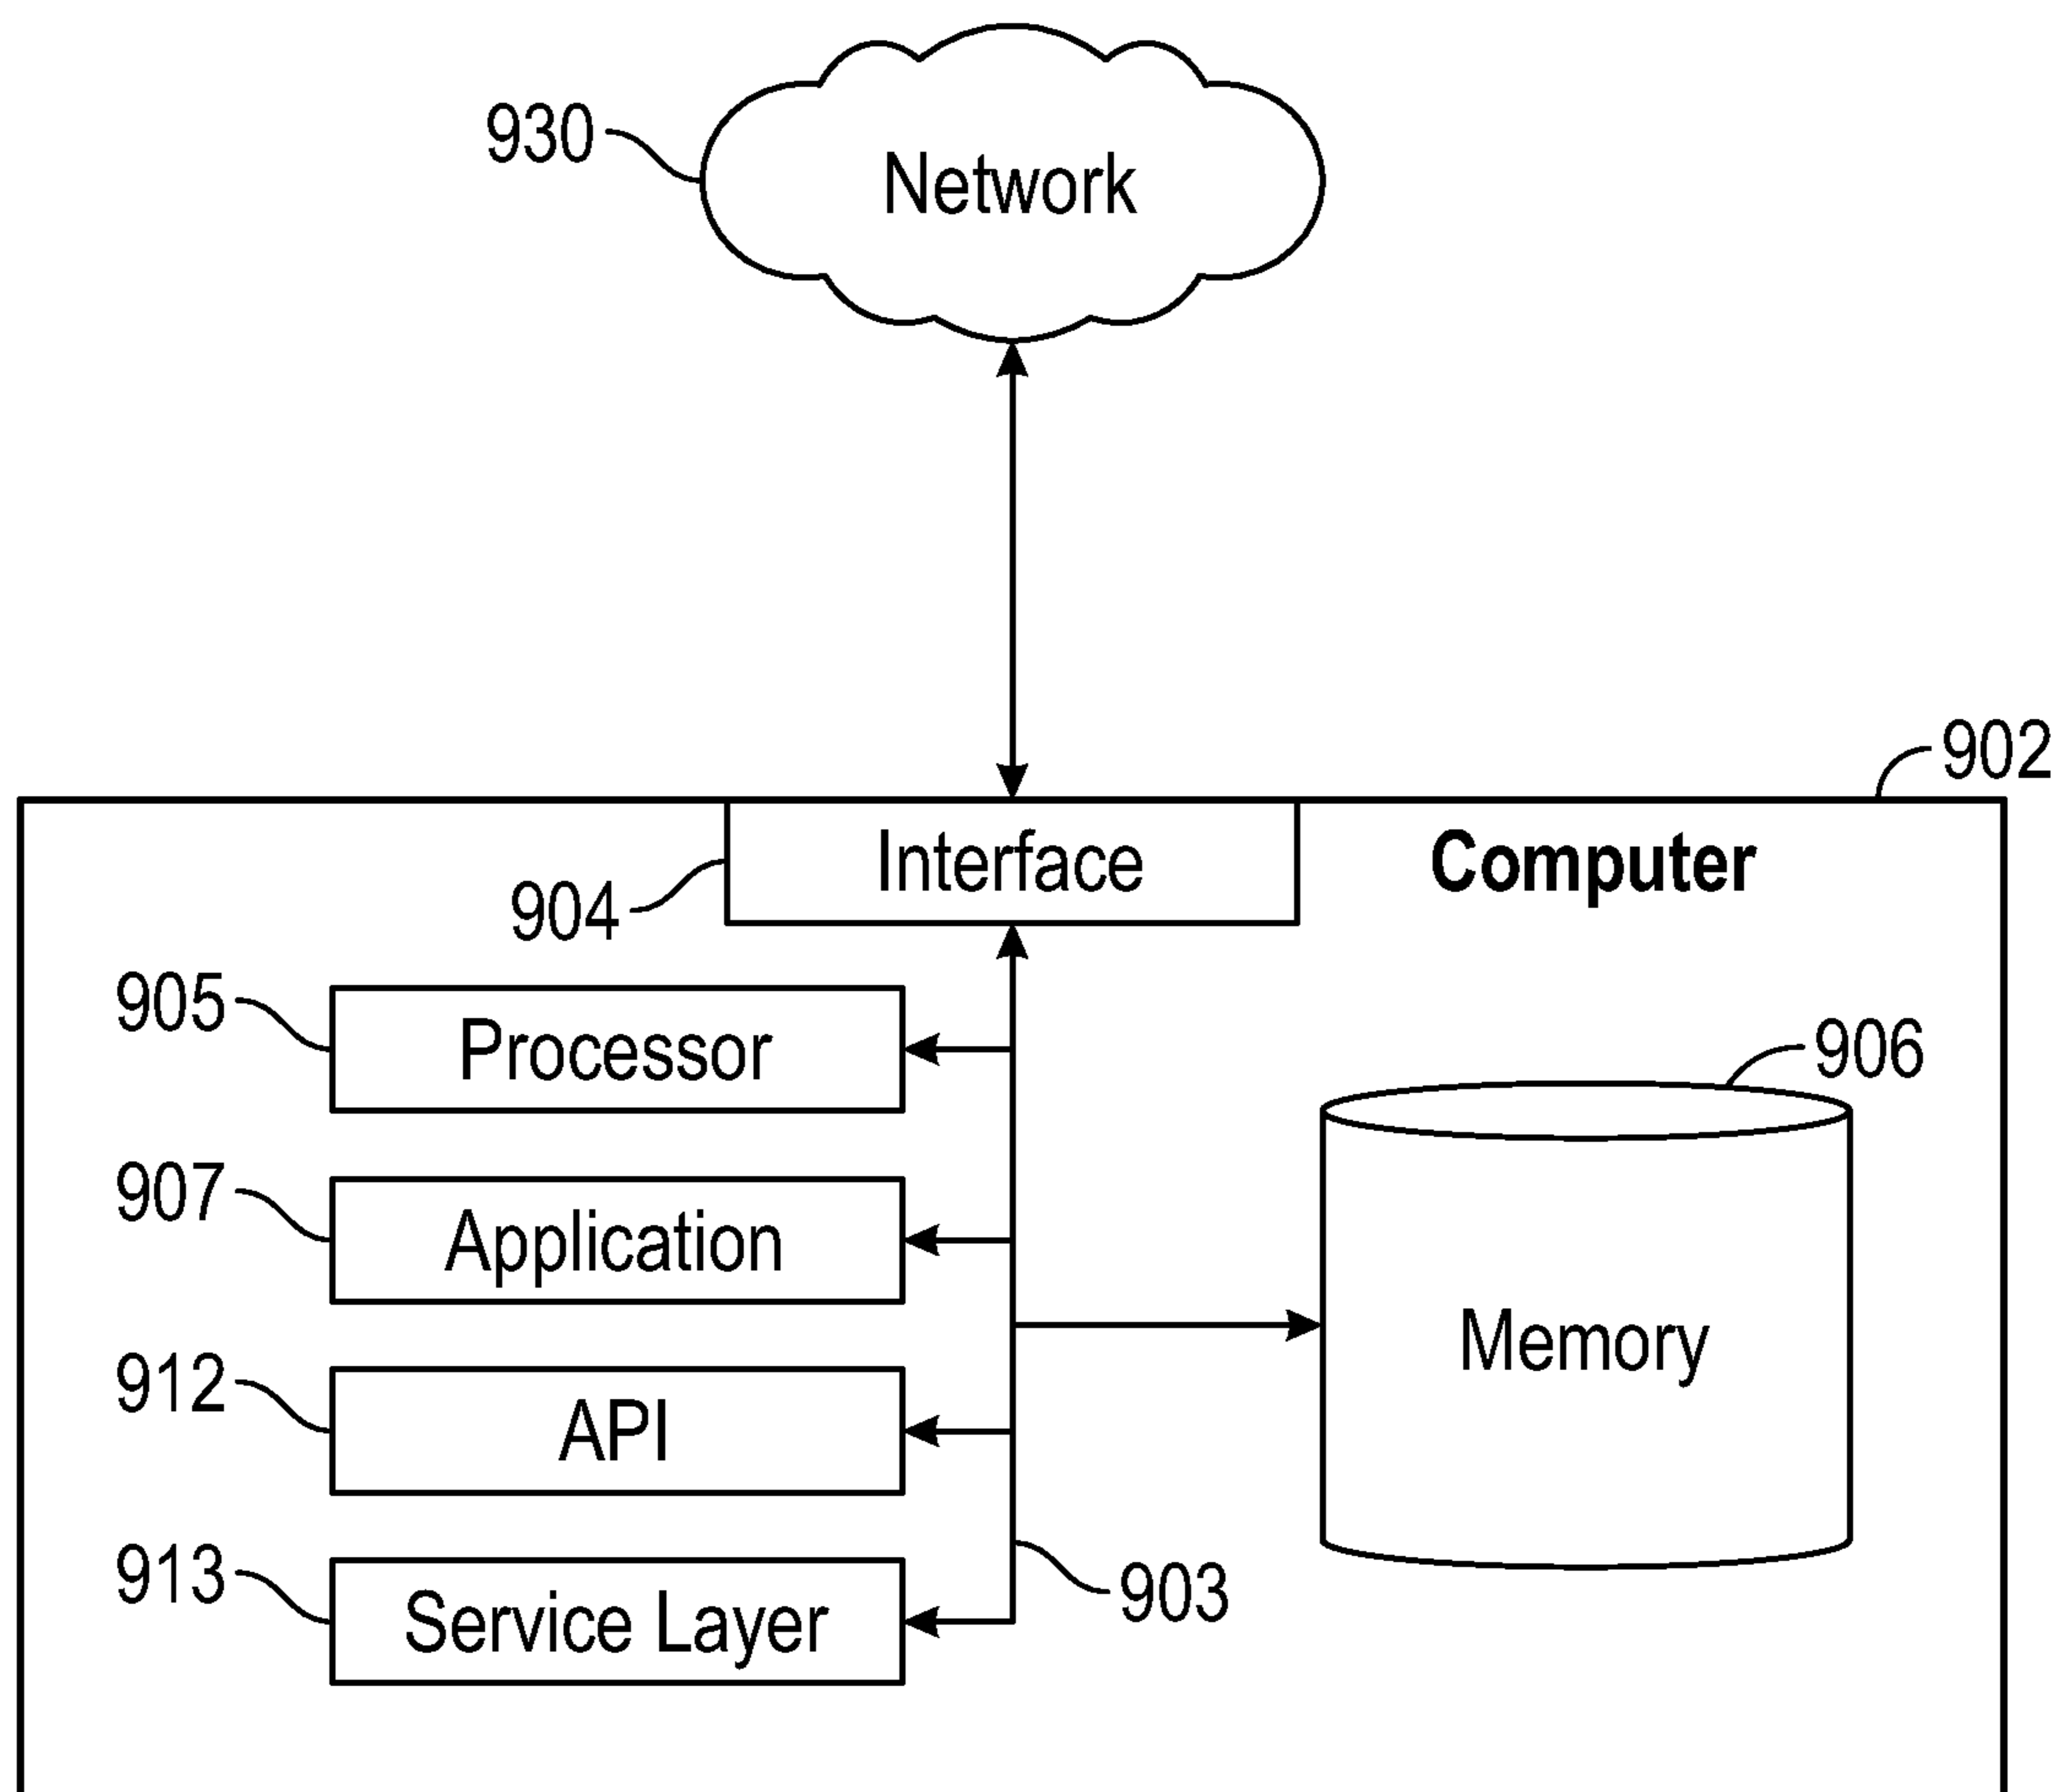 930
Network
902
Interface
Computer
904
905
Processor
906
907
Application
Memory
912
API
913
Service Layer
903